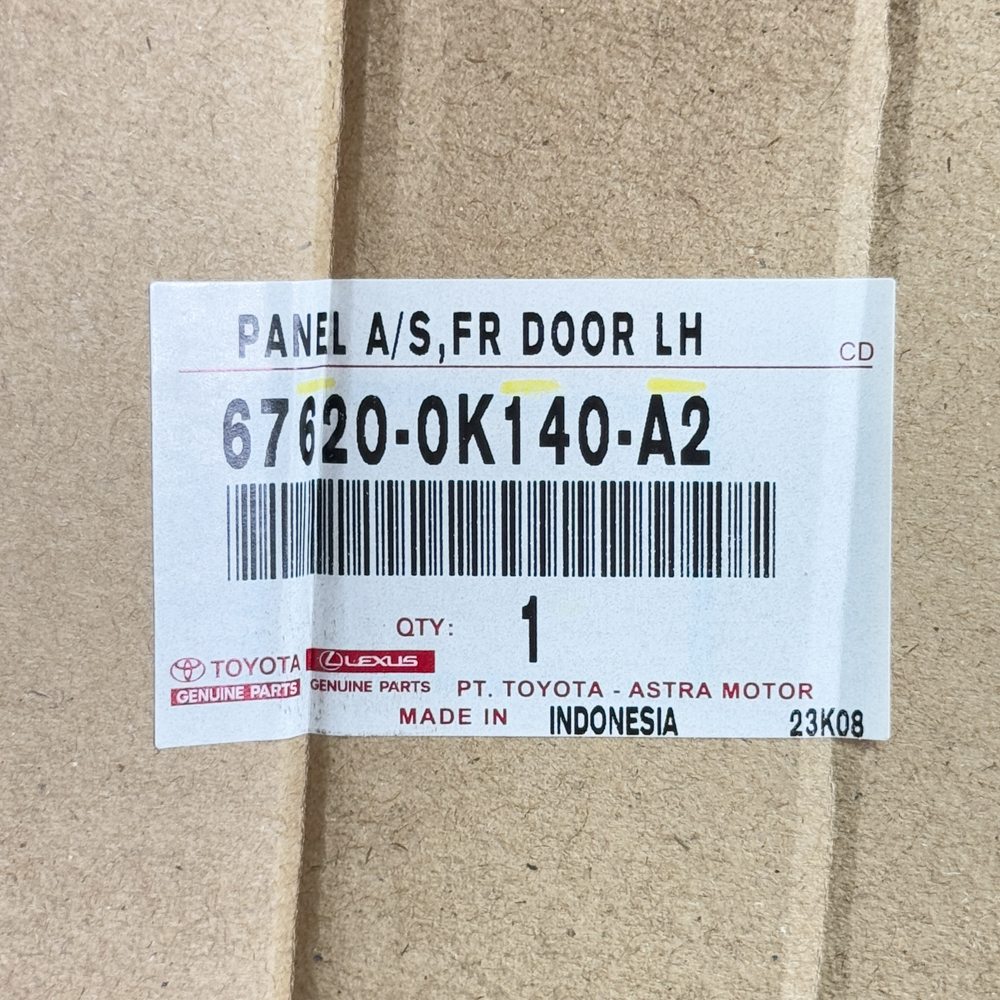 PANEL A/S,FR DOOR LH
CD
67620-0K140-A2
QTY: 1
TOYOTA LEXUS
GENUINE PARTS GENUINE PARTS PT. TOYOTA - ASTRA MOTOR
MADE IN INDONESIA 23K08